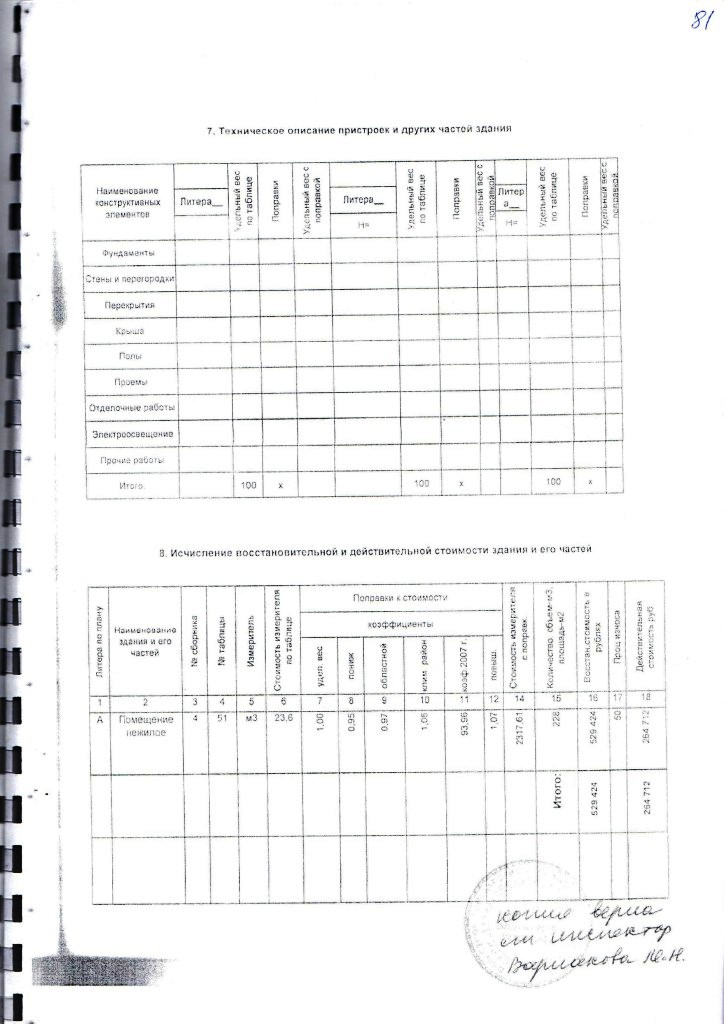 81
7. Техническое описание пристроек и других частей здания
Наименование конструктивных элементов | Литера__ | Удельный вес по таблице | Поправки | Удельный вес с поправкой | Литера__ Н= | Удельный вес по таблице | Поправки | Удельный вес с поправкой | Литера__ Н= | Удельный вес по таблице | Поправки | Удельный вес с поправкой
Фундаменты
Стены и перегородки
Перекрытия
Крыша
Полы
Проемы
Отделочные работы
Электроосвещение
Прочие работы
Итого: 100 x 100 x 100 x
8. Исчисление восстановительной и действительной стоимости здания и его частей
Литера по плану | Наименование здания и его частей | № сборника | № таблицы | Измеритель | Стоимость измерителя по таблице | Поправки к стоимости | коэффициенты | удел. вес | пониж | областной | клим. район | коэф 2007 г. | повыш. | Стоимость измерителя с поправк. | Количество объем-м3, площадь-м2 | Восстан.стоимость в рублях | Проц.износа | Действительная стоимость руб.
1 2 3 4 5 6 7 8 9 10 11 12 14 15 16 17 18
А Помещение нежилое 4 51 м3 23,6 1,00 0,95 0,97 1,06 93,96 1,07 2317,61 228 529 424 50 264 712
Итого: 529 424 264 712
копия верна
инспектор